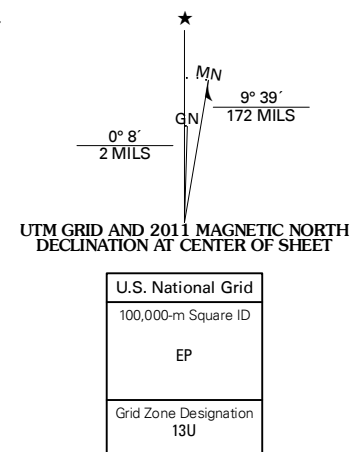 ★
MN
9° 39´
172 MILS
GN
0° 8´
2 MILS
UTM GRID AND 2011 MAGNETIC NORTH
DECLINATION AT CENTER OF SHEET
U.S. National Grid
100,000-m Square ID
EP
Grid Zone Designation
13U